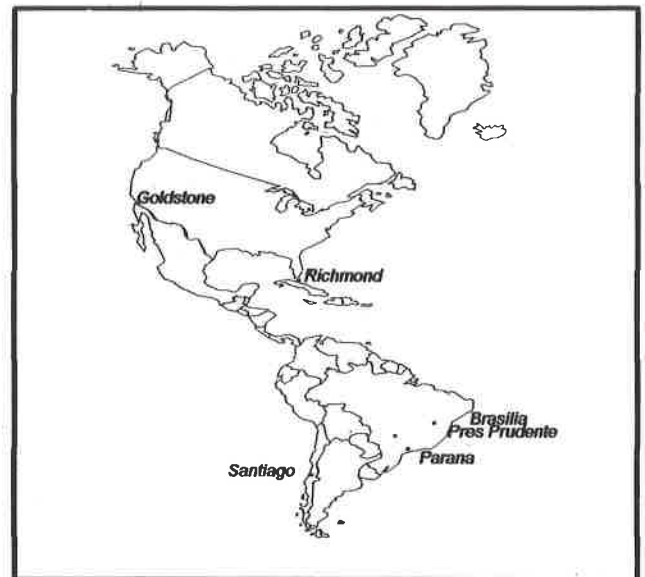 Goldstone
Richmond
Brasilia
Pres Prudente
Parana
Santiago